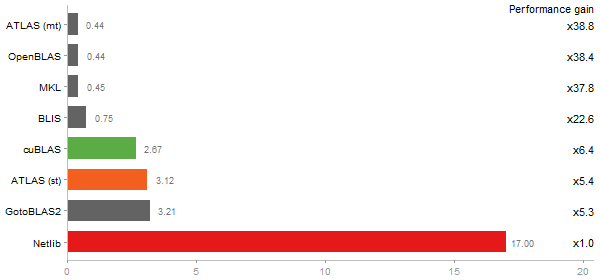 Performance gain
ATLAS (mt) 0.44 x38.8
OpenBLAS 0.44 x38.4
MKL 0.45 x37.8
BLIS 0.75 x22.6
cuBLAS 2.67 x6.4
ATLAS (st) 3.12 x5.4
GotoBLAS2 3.21 x5.3
Netlib 17.00 x1.0
0 5 10 15 20